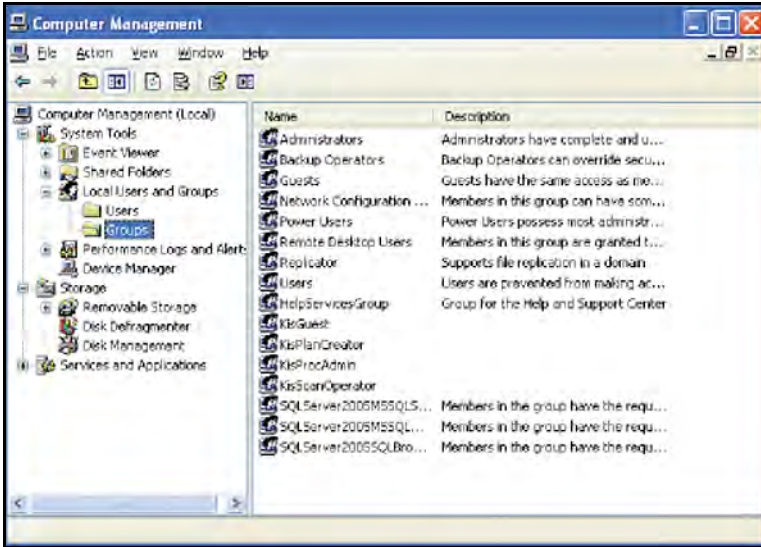 Computer Management
File Action View Window Help
Computer Management (Local)
System Tools
Event Viewer
Shared Folders
Local Users and Groups
Users
Groups
Performance Logs and Alert
Device Manager
Storage
Removable Storage
Disk Defragmenter
Disk Management
Services and Applications
Name Description
Administrators Administrators have complete and u...
Backup Operators Backup Operators can override secu...
Guests Guests have the same access as me...
Network Configuration ... Members in this group can have som...
Power Users Power Users possess most administr...
Remote Desktop Users Members in this group are granted t...
Replicator Supports file replication in a domain
Users Users are prevented from making ac...
HelpServicesGroup Group for the Help and Support Center
KisGuest
KisPlanCreator
KisProcAdmin
KisScanOperator
SQLServer2005MSSQLS... Members in the group have the requ...
SQLServer2005MSSQL... Members in the group have the requ...
SQLServer2005SQLBro... Members in the group have the requ...